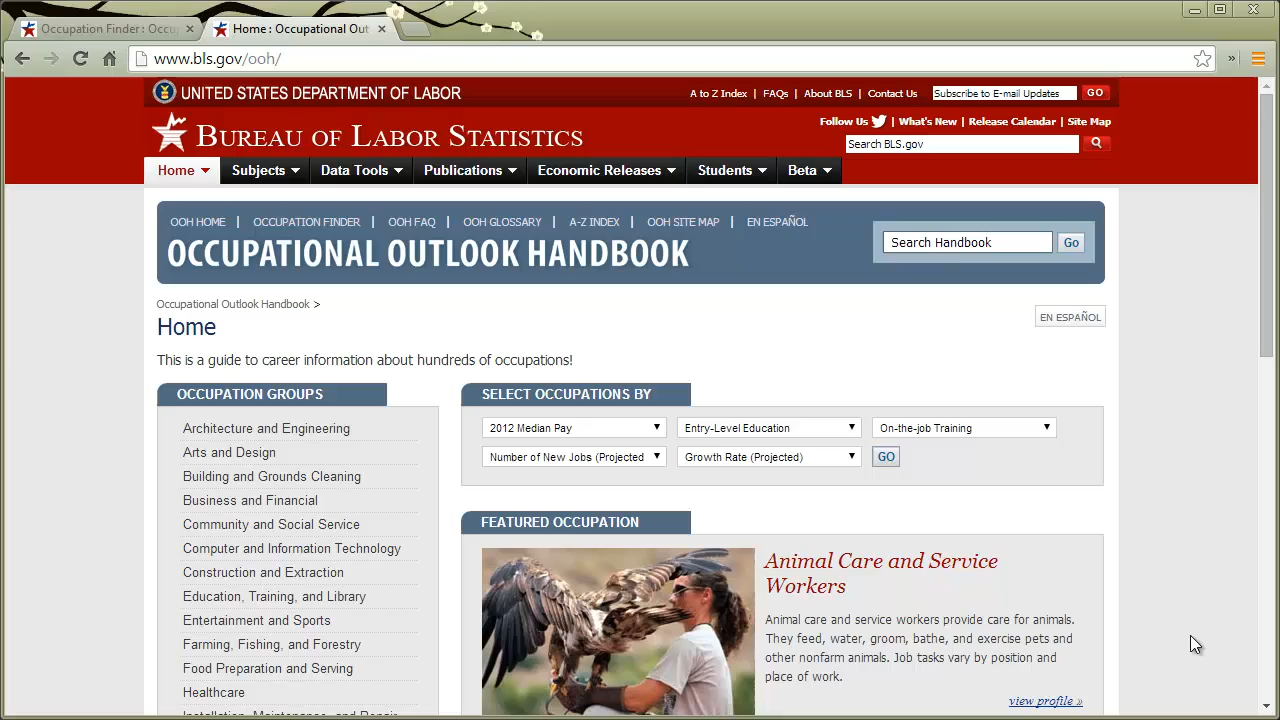 Occupation Finder : Occu
Home : Occupational Out
www.bls.gov/ooh/
UNITED STATES DEPARTMENT OF LABOR
A to Z Index | FAQs | About BLS | Contact Us
Subscribe to E-mail Updates
GO
Follow Us | What's New | Release Calendar | Site Map
BUREAU OF LABOR STATISTICS
Search BLS.gov
Home
Subjects
Data Tools
Publications
Economic Releases
Students
Beta
OOH HOME | OCCUPATION FINDER | OOH FAQ | OOH GLOSSARY | A-Z INDEX | OOH SITE MAP | EN ESPAÑOL
OCCUPATIONAL OUTLOOK HANDBOOK
Search Handbook
Go
Occupational Outlook Handbook >
Home
EN ESPAÑOL
This is a guide to career information about hundreds of occupations!
OCCUPATION GROUPS
Architecture and Engineering
Arts and Design
Building and Grounds Cleaning
Business and Financial
Community and Social Service
Computer and Information Technology
Construction and Extraction
Education, Training, and Library
Entertainment and Sports
Farming, Fishing, and Forestry
Food Preparation and Serving
Healthcare
Installation, Maintenance, and Repair
SELECT OCCUPATIONS BY
2012 Median Pay
Entry-Level Education
On-the-job Training
Number of New Jobs (Projected
Growth Rate (Projected)
GO
FEATURED OCCUPATION
Animal Care and Service
Workers
Animal care and service workers provide care for animals.
They feed, water, groom, bathe, and exercise pets and
other nonfarm animals. Job tasks vary by position and
place of work.
view profile »